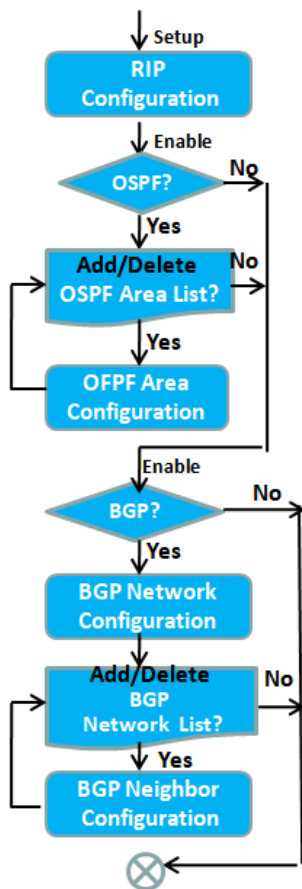 Setup
RIP
Configuration
Enable
OSPF?
No
Yes
Add/Delete
No
OSPF Area List?
Yes
OFPF Area
Configuration
Enable
BGP?
No
Yes
BGP Network
Configuration
Add/Delete
No
BGP
Network List?
Yes
BGP Neighbor
Configuration